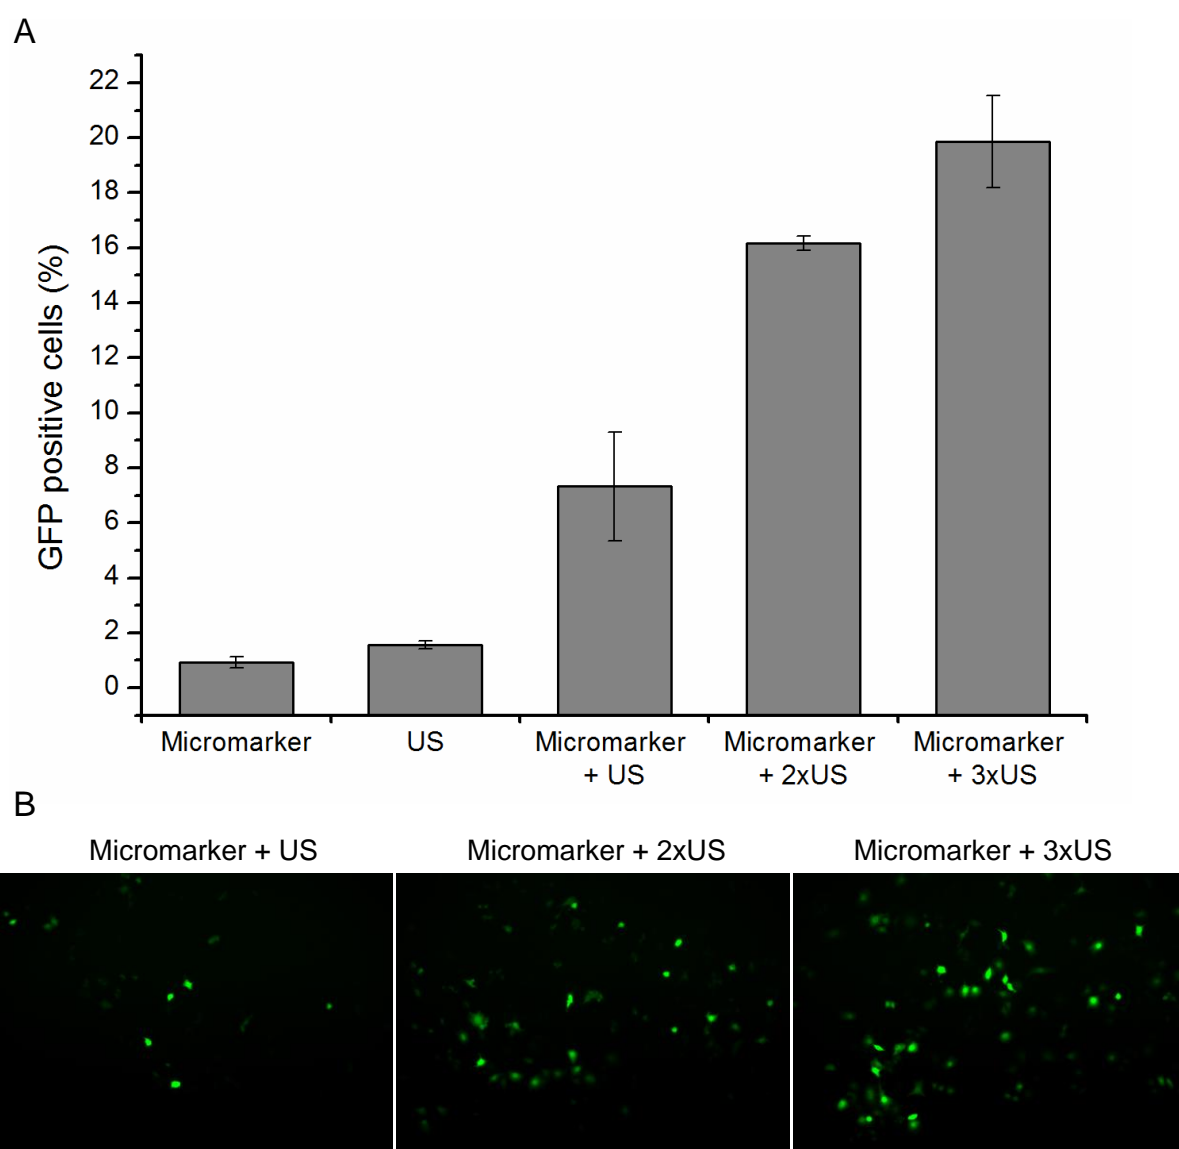 A
GFP positive cells (%)
22
20
18
16
14
12
10
8
6
4
2
0
Micromarker
US
Micromarker
+ US
Micromarker
+ 2xUS
Micromarker
+ 3xUS
B
Micromarker + US
Micromarker + 2xUS
Micromarker + 3xUS